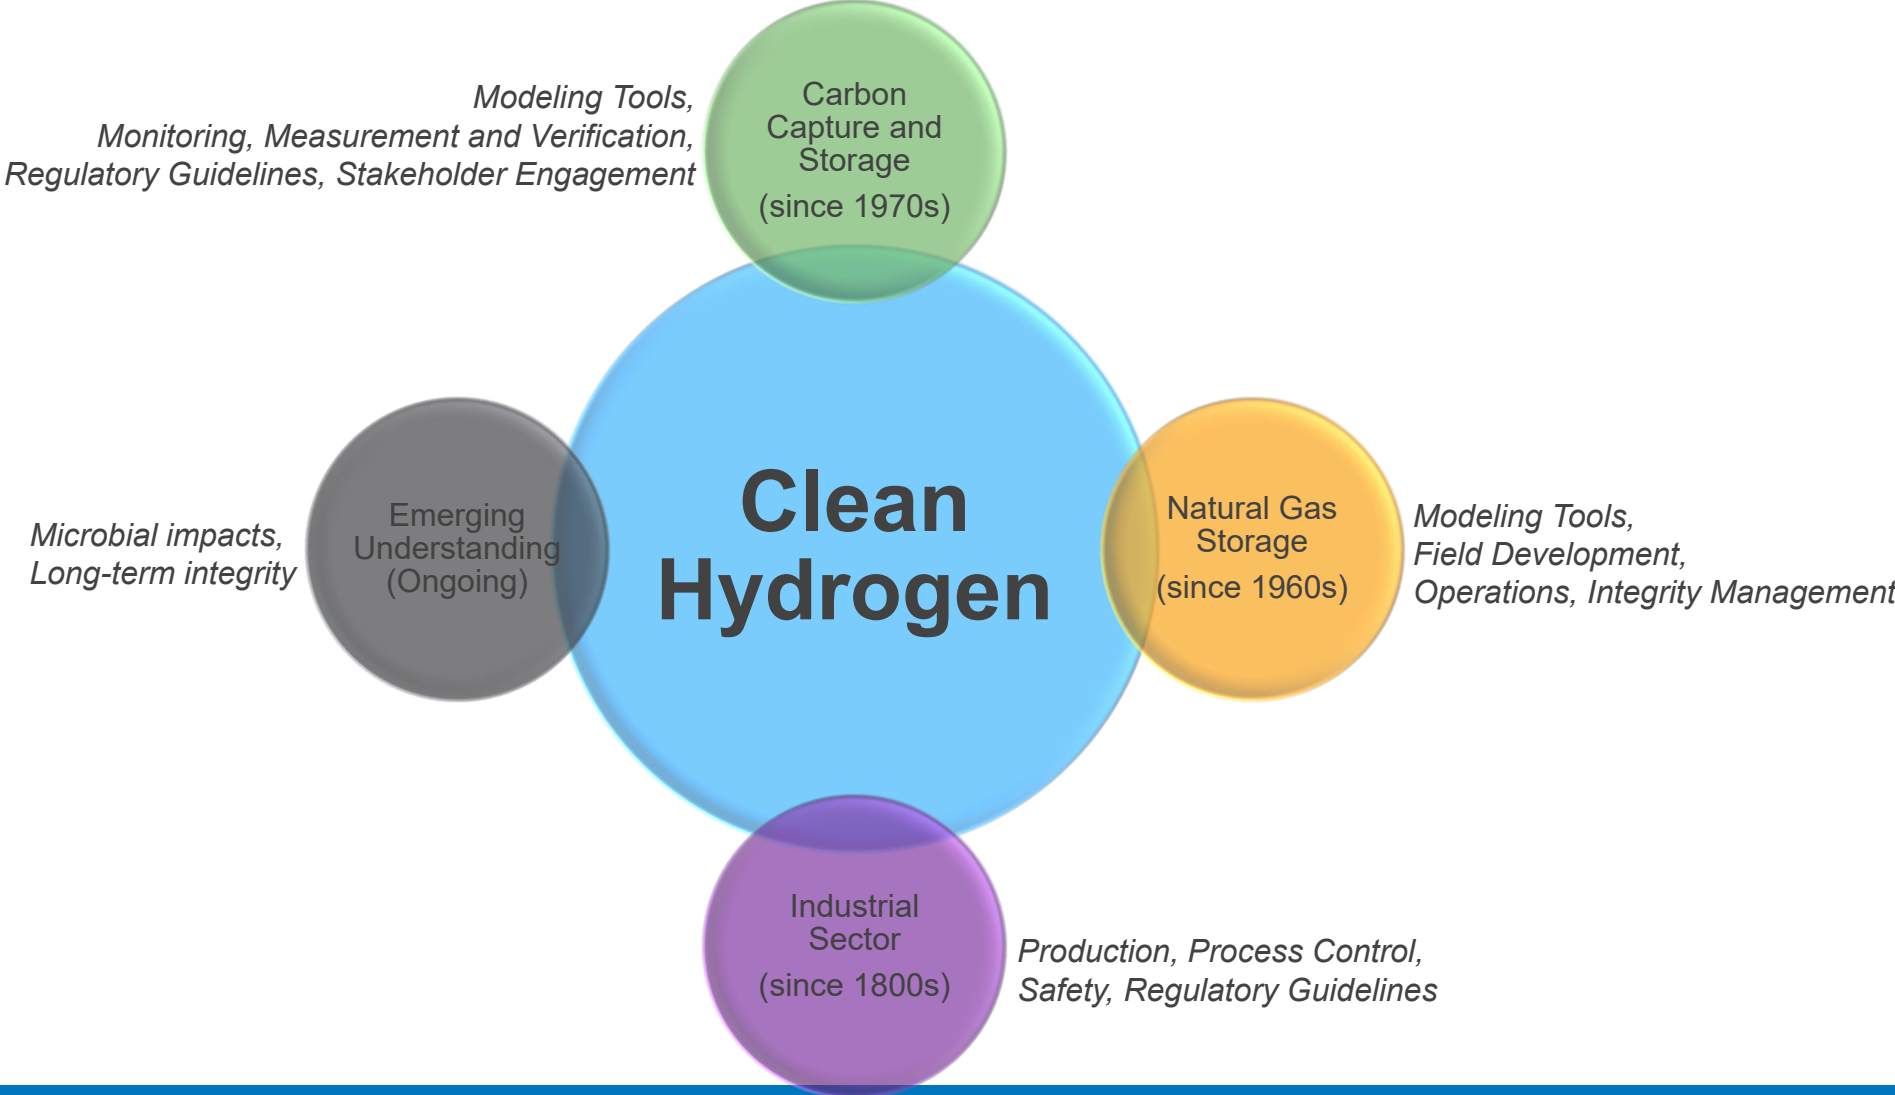 Modeling Tools,
Monitoring, Measurement and Verification,
Regulatory Guidelines, Stakeholder Engagement
Carbon
Capture and
Storage
(since 1970s)
Microbial impacts,
Long-term integrity
Emerging
Understanding
(Ongoing)
Clean
Hydrogen
Natural Gas
Storage
(since 1960s)
Modeling Tools,
Field Development,
Operations, Integrity Management
Industrial
Sector
(since 1800s)
Production, Process Control,
Safety, Regulatory Guidelines